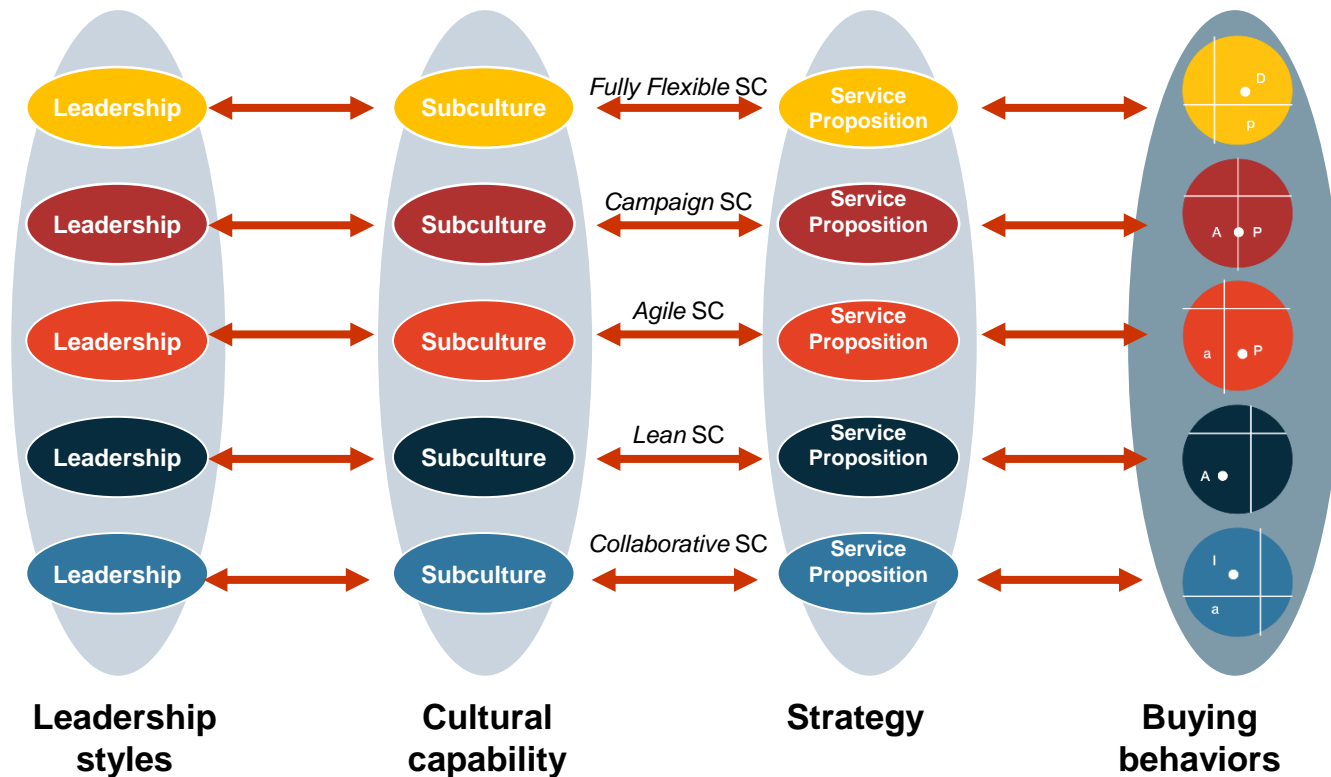 Fully Flexible SC
Leadership
Subculture
Service
Proposition
D
p
Campaign SC
Leadership
Subculture
Service
Proposition
A
P
Agile SC
Leadership
Subculture
Service
Proposition
a
P
Lean SC
Leadership
Subculture
Service
Proposition
A
Collaborative SC
Leadership
Subculture
Service
Proposition
I
a
Leadership
styles
Cultural
capability
Strategy
Buying
behaviors